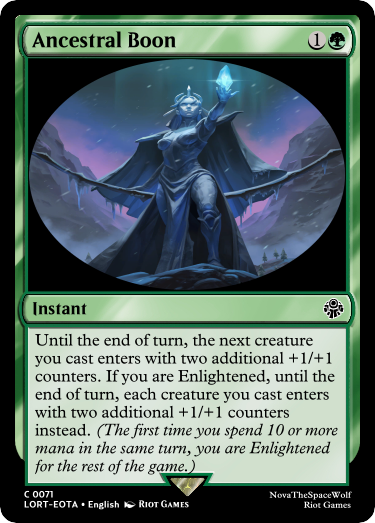 Ancestral Boon
1
Instant
Until the end of turn, the next creature
you cast enters with two additional +1/+1
counters. If you are Enlightened, until the
end of turn, each creature you cast enters
with two additional +1/+1 counters
instead. (The first time you spend 10 or more
mana in the same turn, you are Enlightened
for the rest of the game.)
C 0071
LORT-EOTA • English Riot Games
NovaTheSpaceWolf
Riot Games